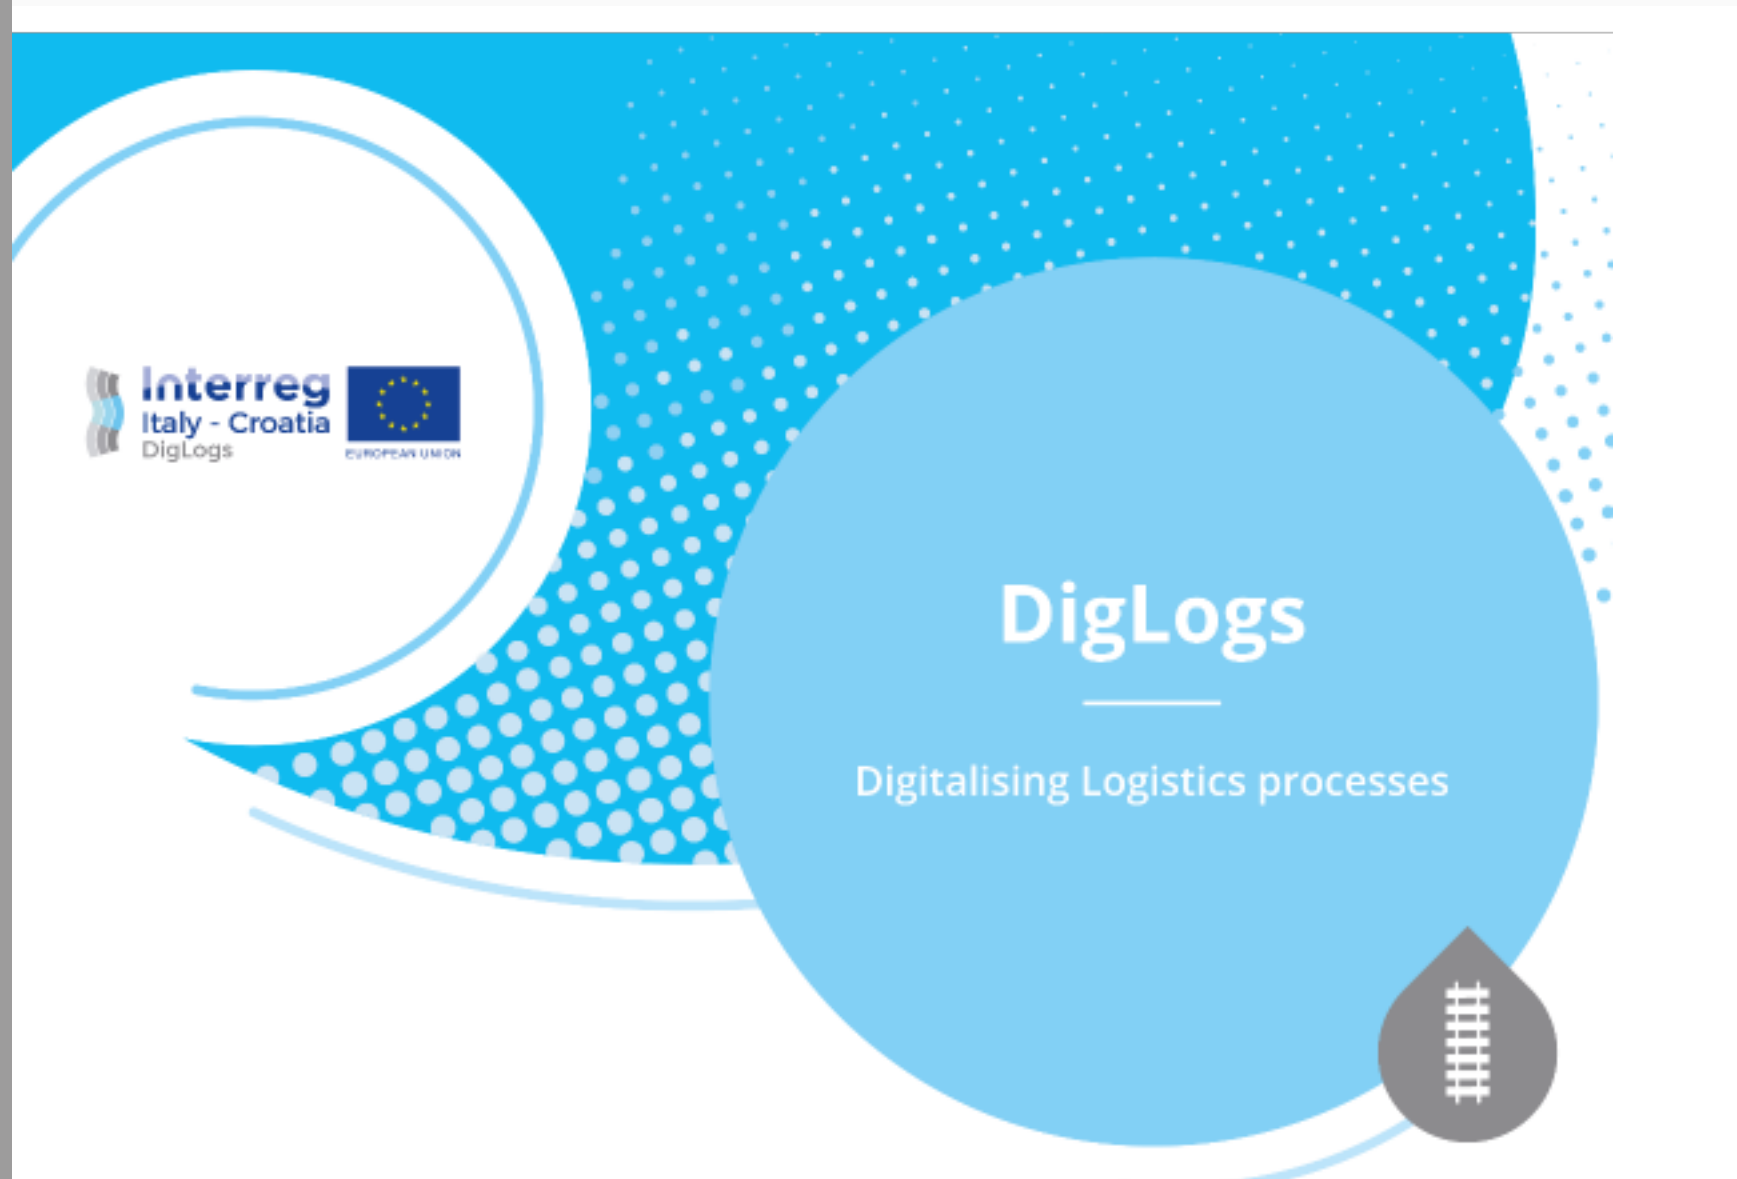 Interreg
Italy - Croatia
DigLogs
EUROPEAN UNION
DigLogs
Digitalising Logistics processes